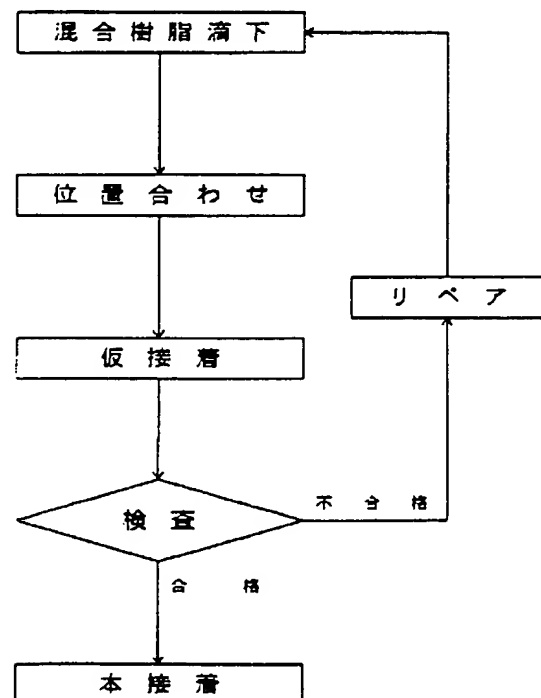 混合樹脂滴下
位置合わせ
リペア
仮接着
不合格
検査
合格
本接着